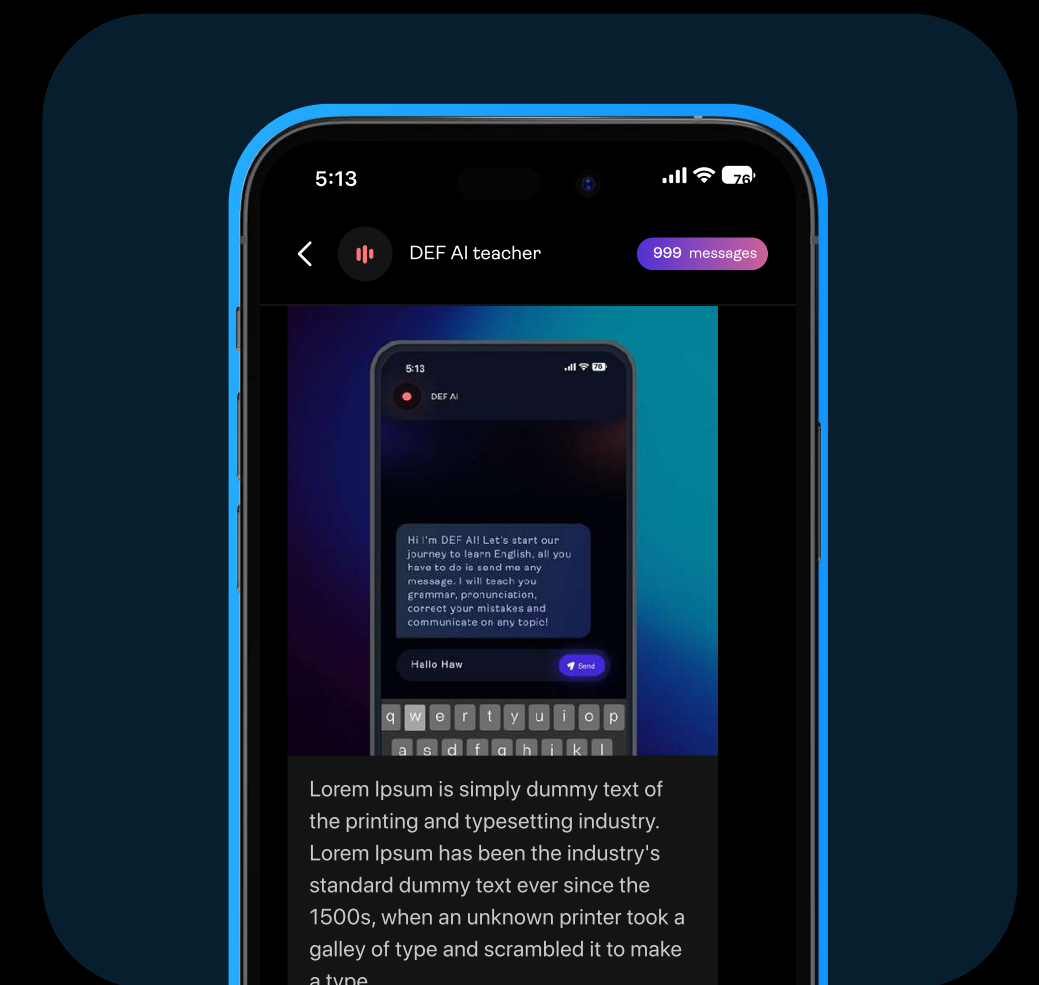 5:13
76
DEF AI teacher
999 messages
5:13
76
DEF AI
Hi I'm DEF AI! Let's start our
journey to learn English, all you
have to do is send me any
message. I will teach you
grammar, pronunciation,
correct your mistakes and
communicate on any topic!
Hallo Haw
Send
q w e r t y u i o p
a s d f g h j k l
Lorem Ipsum is simply dummy text of
the printing and typesetting industry.
Lorem Ipsum has been the industry's
standard dummy text ever since the
1500s, when an unknown printer took a
galley of type and scrambled it to make
a type